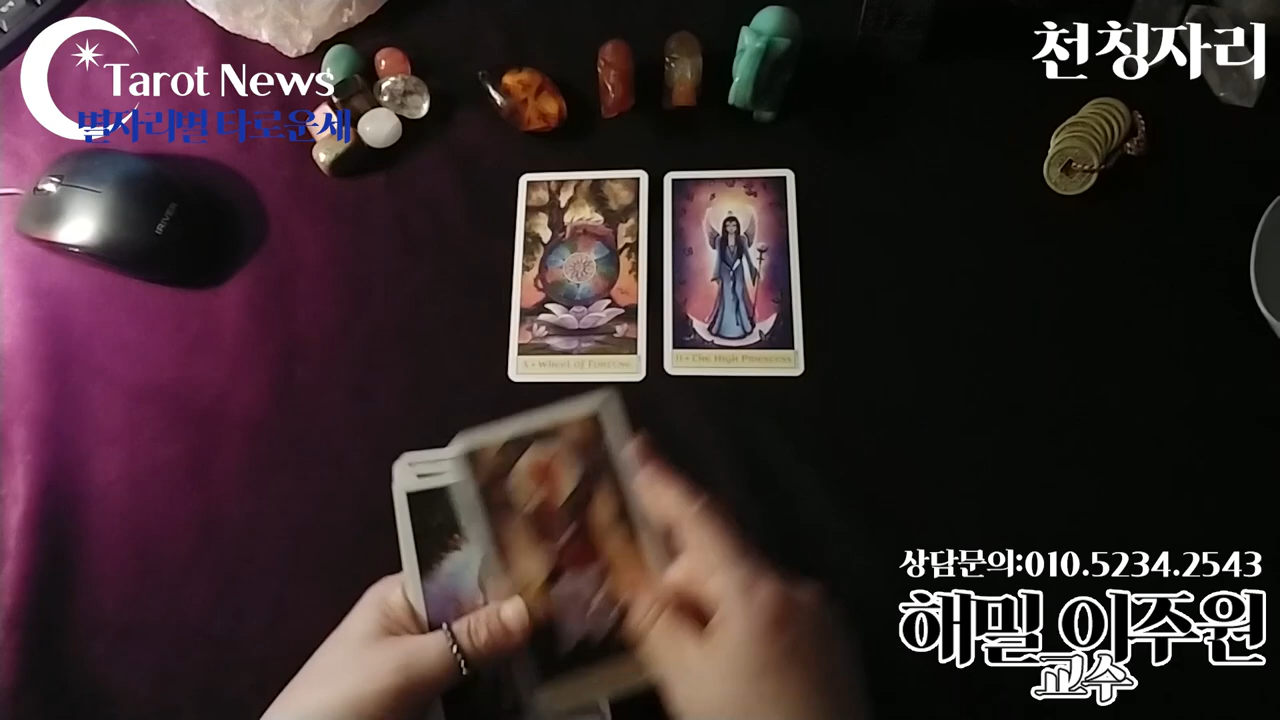 Tarot News
별자리별 타로운세
천칭자리
IRIVER
X • Wheel of Fortune
II • The High Priestess
상담문의:010.5234.2543
해밀 이주원
교수